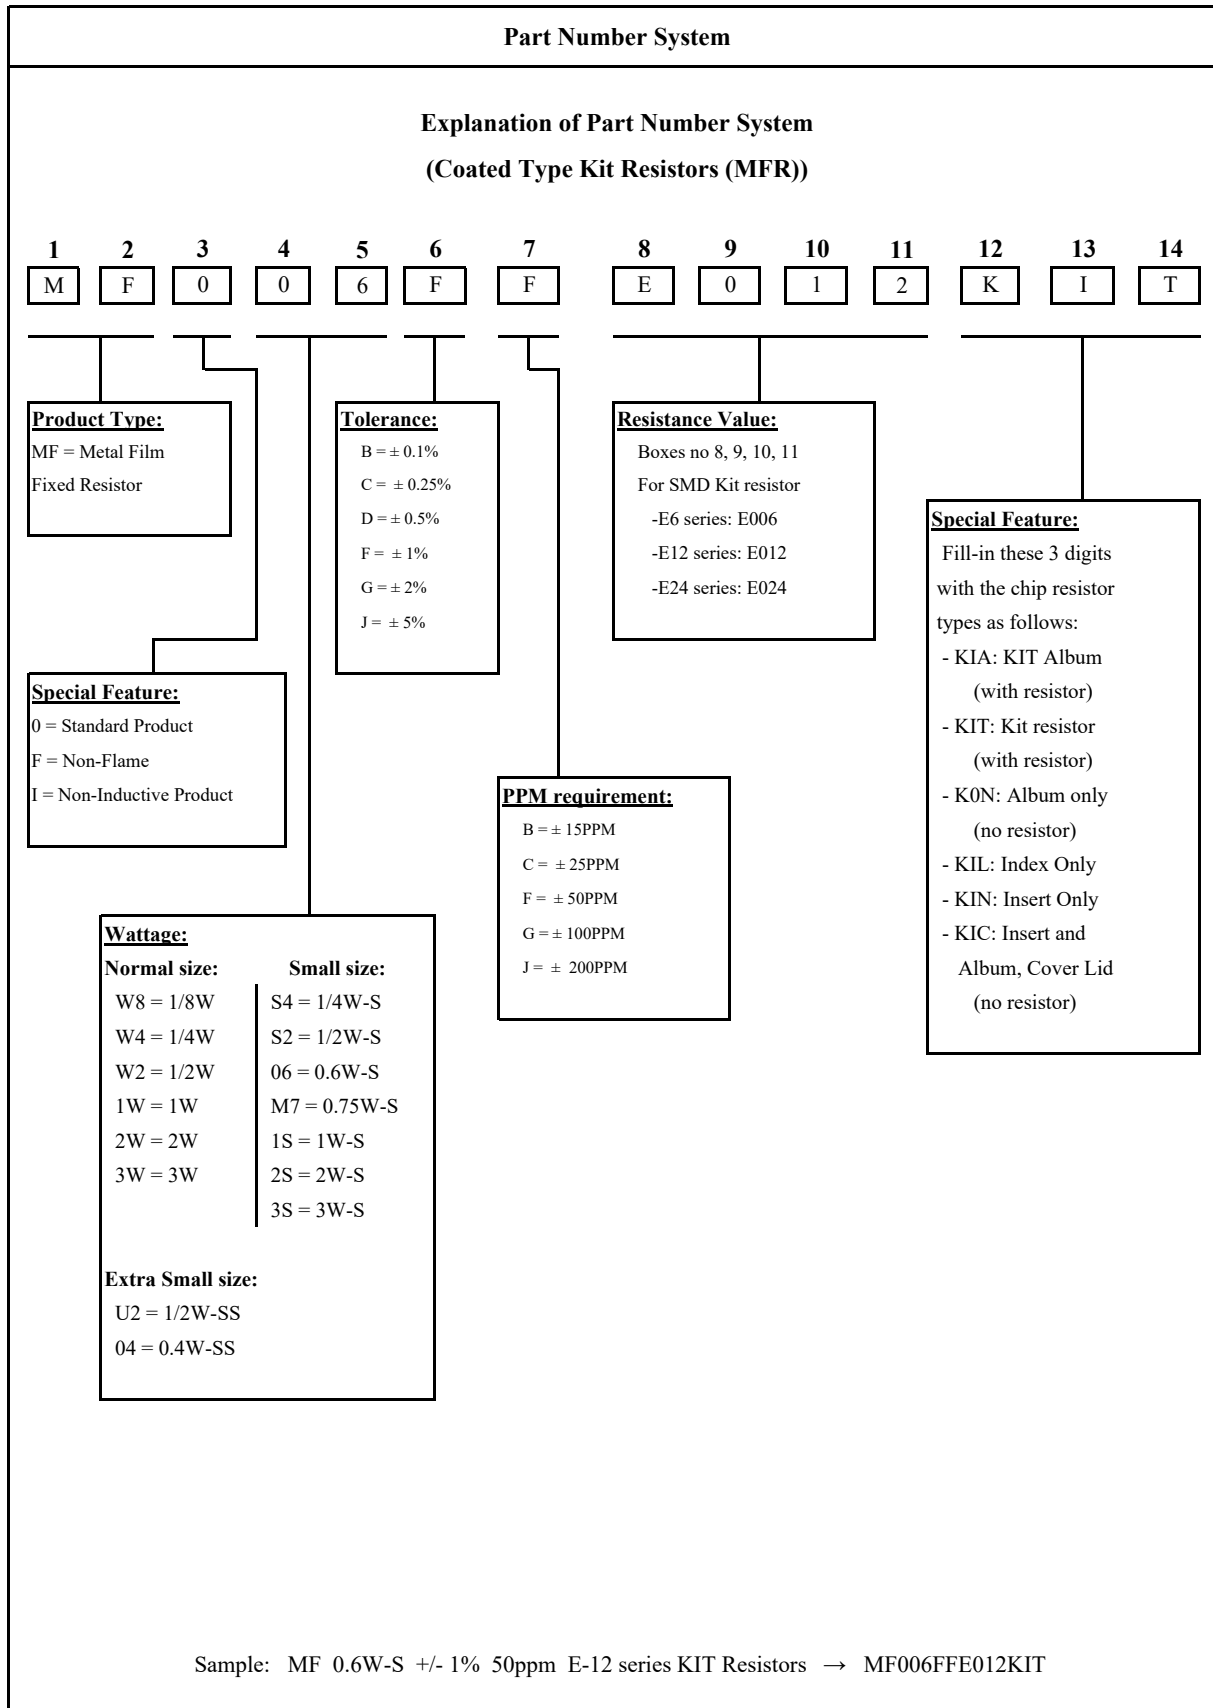 Part Number System
Explanation of Part Number System
(Coated Type Kit Resistors (MFR))
1 2 3 4 5 6 7 8 9 10 11 12 13 14
M F 0 0 6 F F E 0 1 2 K I T
Product Type:
MF = Metal Film
Fixed Resistor
Tolerance:
B = ± 0.1%
C = ± 0.25%
D = ± 0.5%
F = ± 1%
G = ± 2%
J = ± 5%
Resistance Value:
Boxes no 8, 9, 10, 11
For SMD Kit resistor
-E6 series: E006
-E12 series: E012
-E24 series: E024
Special Feature:
Fill-in these 3 digits
with the chip resistor
types as follows:
- KIA: KIT Album
(with resistor)
- KIT: Kit resistor
(with resistor)
- K0N: Album only
(no resistor)
- KIL: Index Only
- KIN: Insert Only
- KIC: Insert and
Album, Cover Lid
(no resistor)
Special Feature:
0 = Standard Product
F = Non-Flame
I = Non-Inductive Product
PPM requirement:
B = ± 15PPM
C = ± 25PPM
F = ± 50PPM
G = ± 100PPM
J = ± 200PPM
Wattage:
Normal size:
W8 = 1/8W
W4 = 1/4W
W2 = 1/2W
1W = 1W
2W = 2W
3W = 3W
Small size:
S4 = 1/4W-S
S2 = 1/2W-S
06 = 0.6W-S
M7 = 0.75W-S
1S = 1W-S
2S = 2W-S
3S = 3W-S
Extra Small size:
U2 = 1/2W-SS
04 = 0.4W-SS
Sample: MF 0.6W-S +/- 1% 50ppm E-12 series KIT Resistors → MF006FFE012KIT